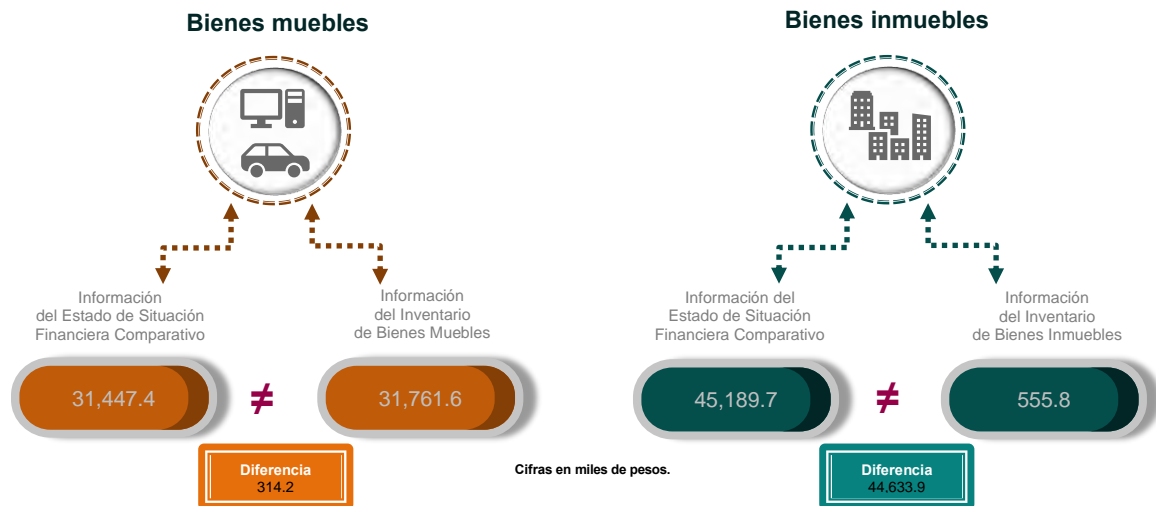 Bienes muebles
Información
del Estado de Situación
Financiera Comparativo
Información
del Inventario
de Bienes Muebles
31,447.4
≠
31,761.6
Diferencia
314.2
Cifras en miles de pesos.
Bienes inmuebles
Información del
Estado de Situación
Financiera Comparativo
Información
del Inventario
de Bienes Inmuebles
45,189.7
≠
555.8
Diferencia
44,633.9